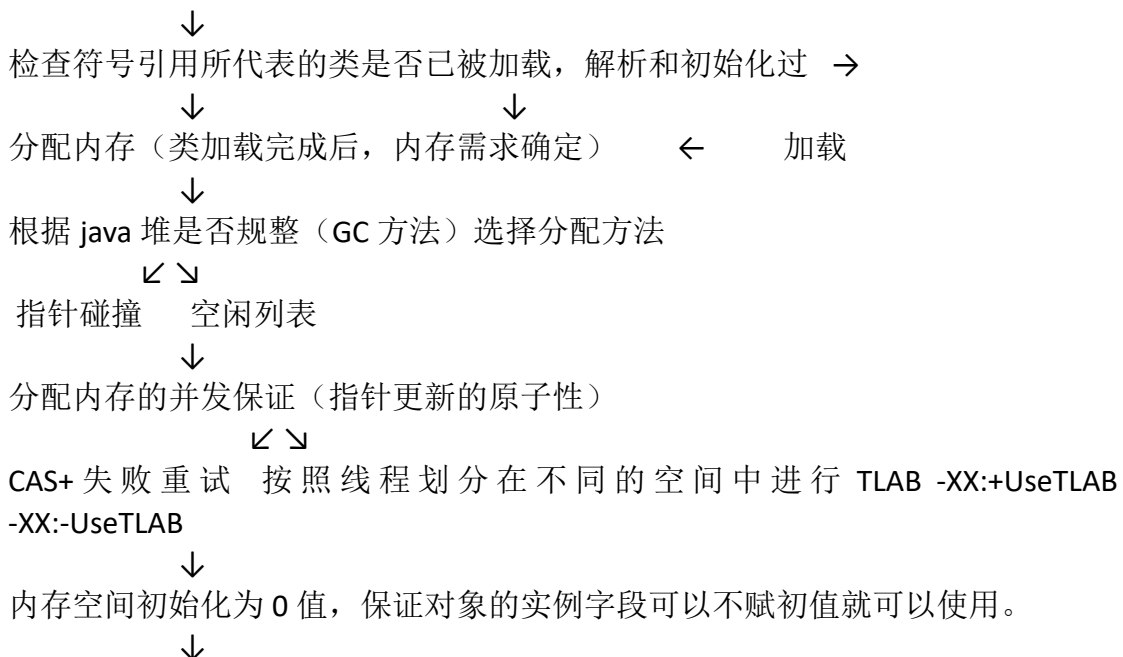 ↓
检查符号引用所代表的类是否已被加载，解析和初始化过 →
↓ ↓
分配内存（类加载完成后，内存需求确定） ← 加载
↓
根据 java 堆是否规整（GC 方法）选择分配方法
↙ ↘
指针碰撞 空闲列表
↓
分配内存的并发保证（指针更新的原子性）
↙ ↘
CAS+失败重试 按照线程划分在不同的空间中进行 TLAB -XX:+UseTLAB
-XX:-UseTLAB
↓
内存空间初始化为 0 值，保证对象的实例字段可以不赋初值就可以使用。
↓